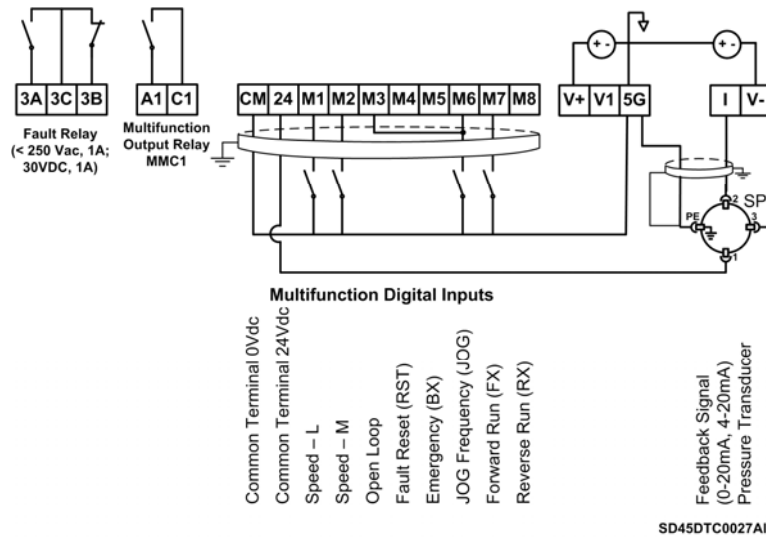 + -
+ -
3A 3C 3B
A1 C1
CM 24 M1 M2 M3 M4 M5 M6 M7 M8
V+ V1 5G
I V-
Fault Relay
(< 250 Vac, 1A;
30VDC, 1A)
Multifunction
Output Relay
MMC1
2
SP
PE
3
1
Multifunction Digital Inputs
Common Terminal 0Vdc
Common Terminal 24Vdc
Speed – L
Speed – M
Open Loop
Fault Reset (RST)
Emergency (BX)
JOG Frequency (JOG)
Forward Run (FX)
Reverse Run (RX)
Feedback Signal
(0-20mA, 4-20mA)
Pressure Transducer